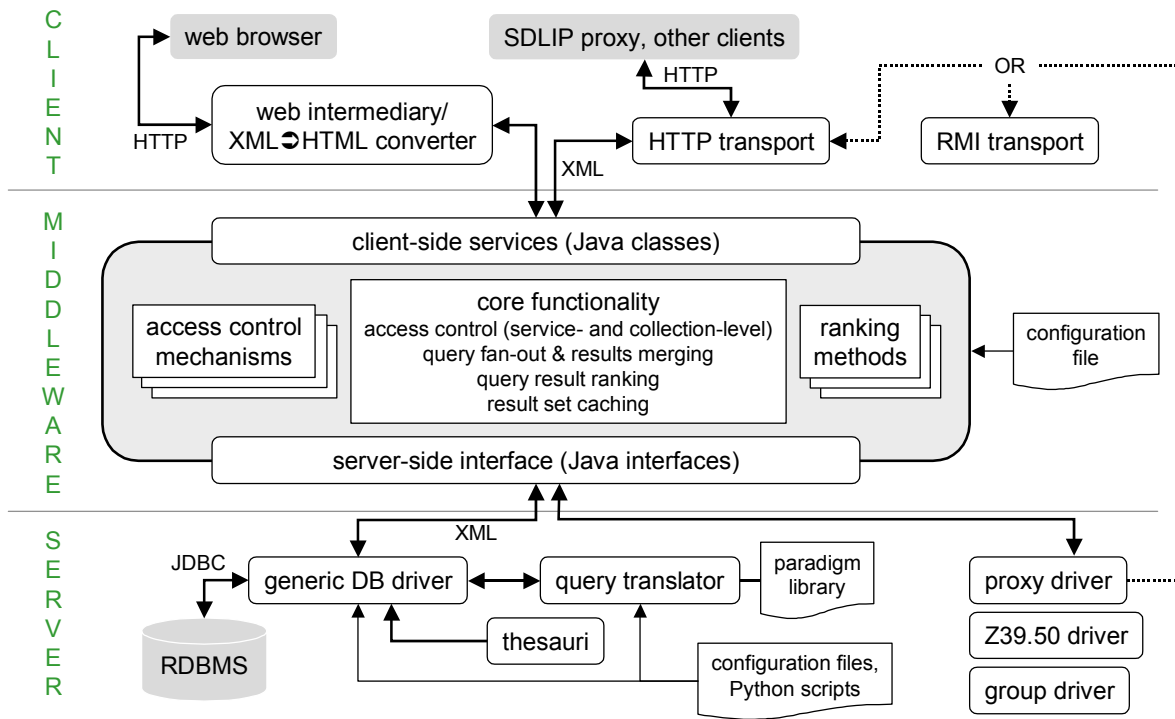 CLIENT
web browser
SDLIP proxy, other clients
HTTP
OR
web intermediary/
XML➲HTML converter
HTTP
HTTP transport
RMI transport
XML
MIDDLEWARE
client-side services (Java classes)
access control
mechanisms
core functionality
access control (service- and collection-level)
query fan-out & results merging
query result ranking
result set caching
ranking
methods
configuration
file
server-side interface (Java interfaces)
SERVER
XML
JDBC
generic DB driver
query translator
paradigm
library
proxy driver
thesauri
Z39.50 driver
RDBMS
configuration files,
Python scripts
group driver